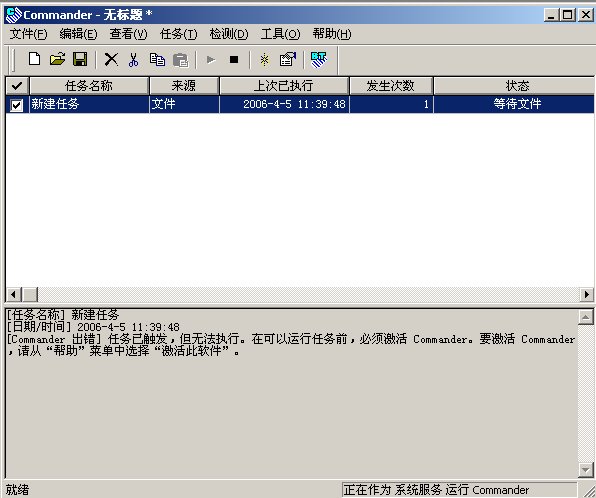 Commander - 无标题 *
文件(F) 编辑(E) 查看(V) 任务(T) 检测(D) 工具(O) 帮助(H)
任务名称 来源 上次已执行 发生次数 状态
新建任务 文件 2006-4-5 11:39:48 1 等待文件
[任务名称] 新建任务
[日期/时间] 2006-4-5 11:39:48
[Commander 出错] 任务已触发，但无法执行。在可以运行任务前，必须激活 Commander。要激活 Commander
，请从“帮助”菜单中选择“激活此软件”。
就绪 正在作为 系统服务 运行 Commander